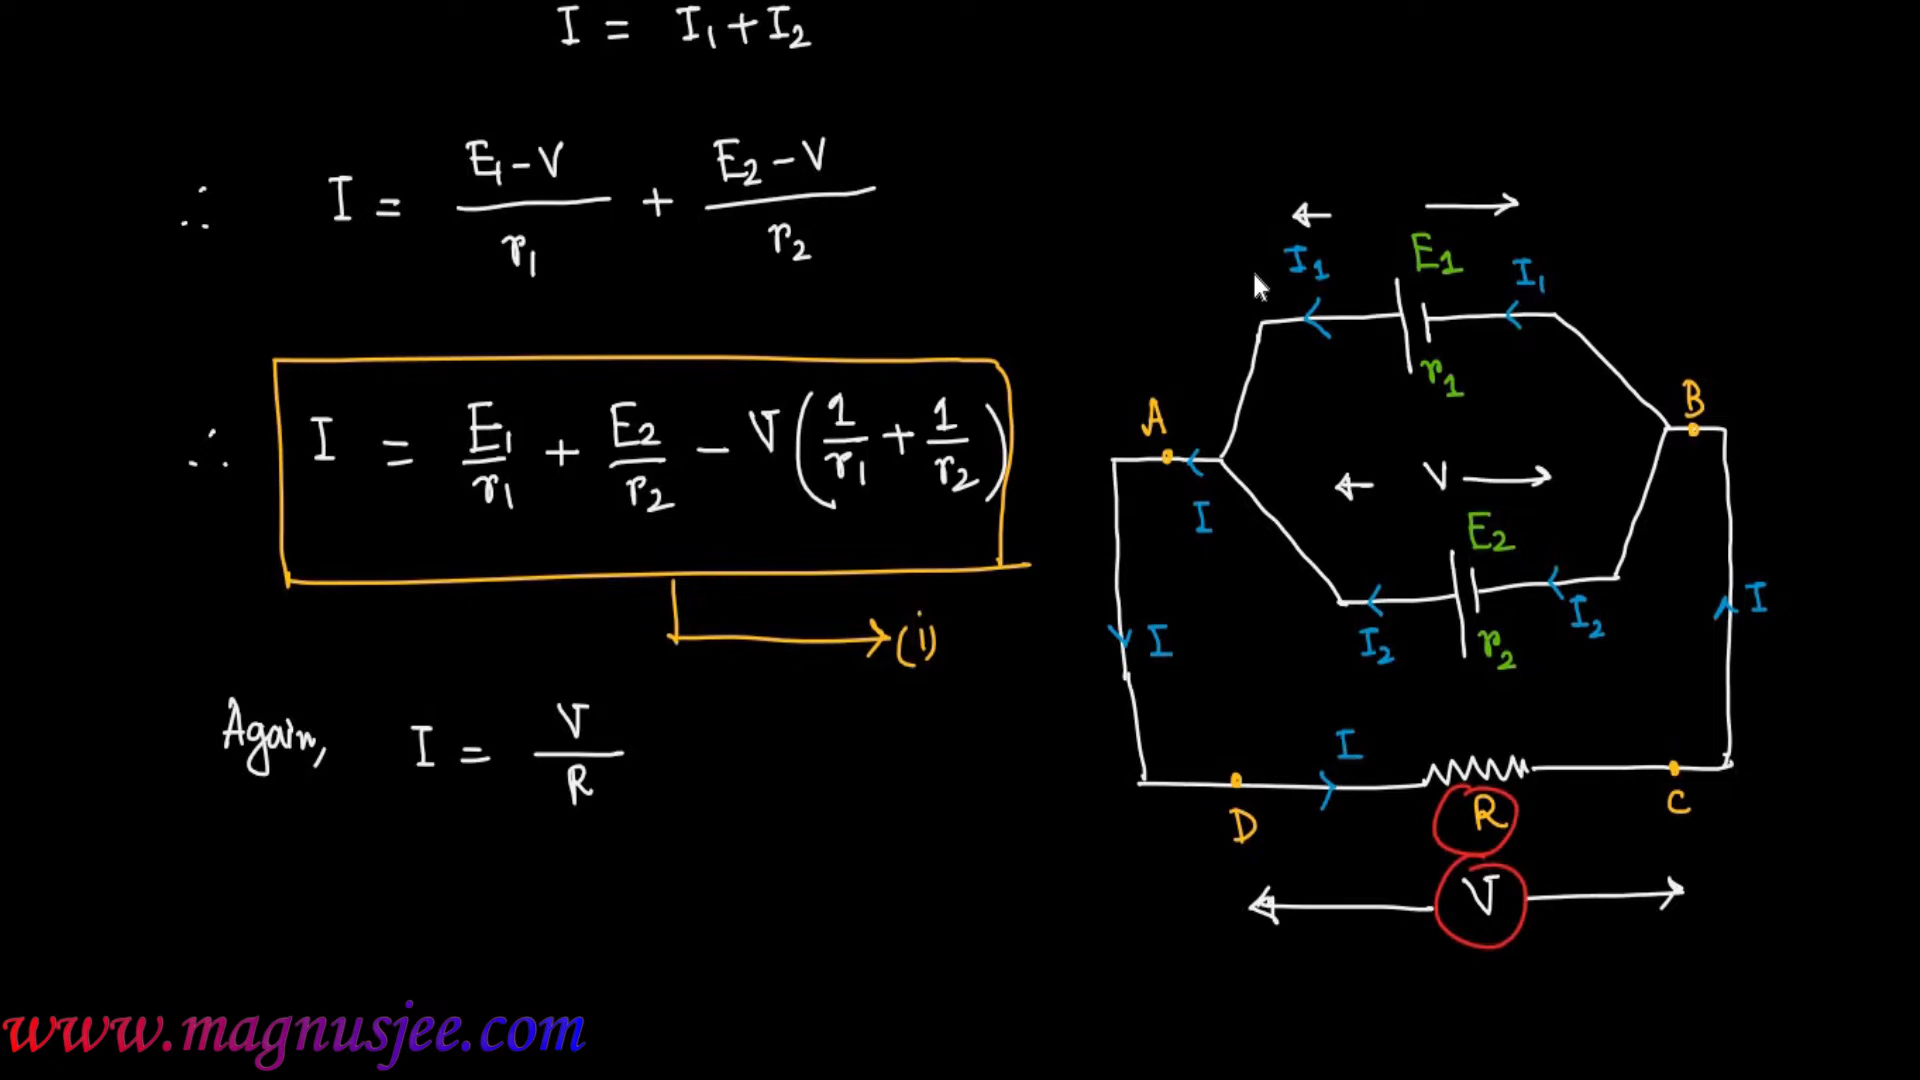 I = I₁ + I₂
∴ I = (E₁ - V)/r₁ + (E₂ - V)/r₂
∴ I = E₁/r₁ + E₂/r₂ - V(1/r₁ + 1/r₂)
(i)
Again, I = V/R
I₁ E₁ I₁
r₁
A B
I V
E₂
I₂ r₂ I₂
I I
I
D R C
V
www.magnusjee.com